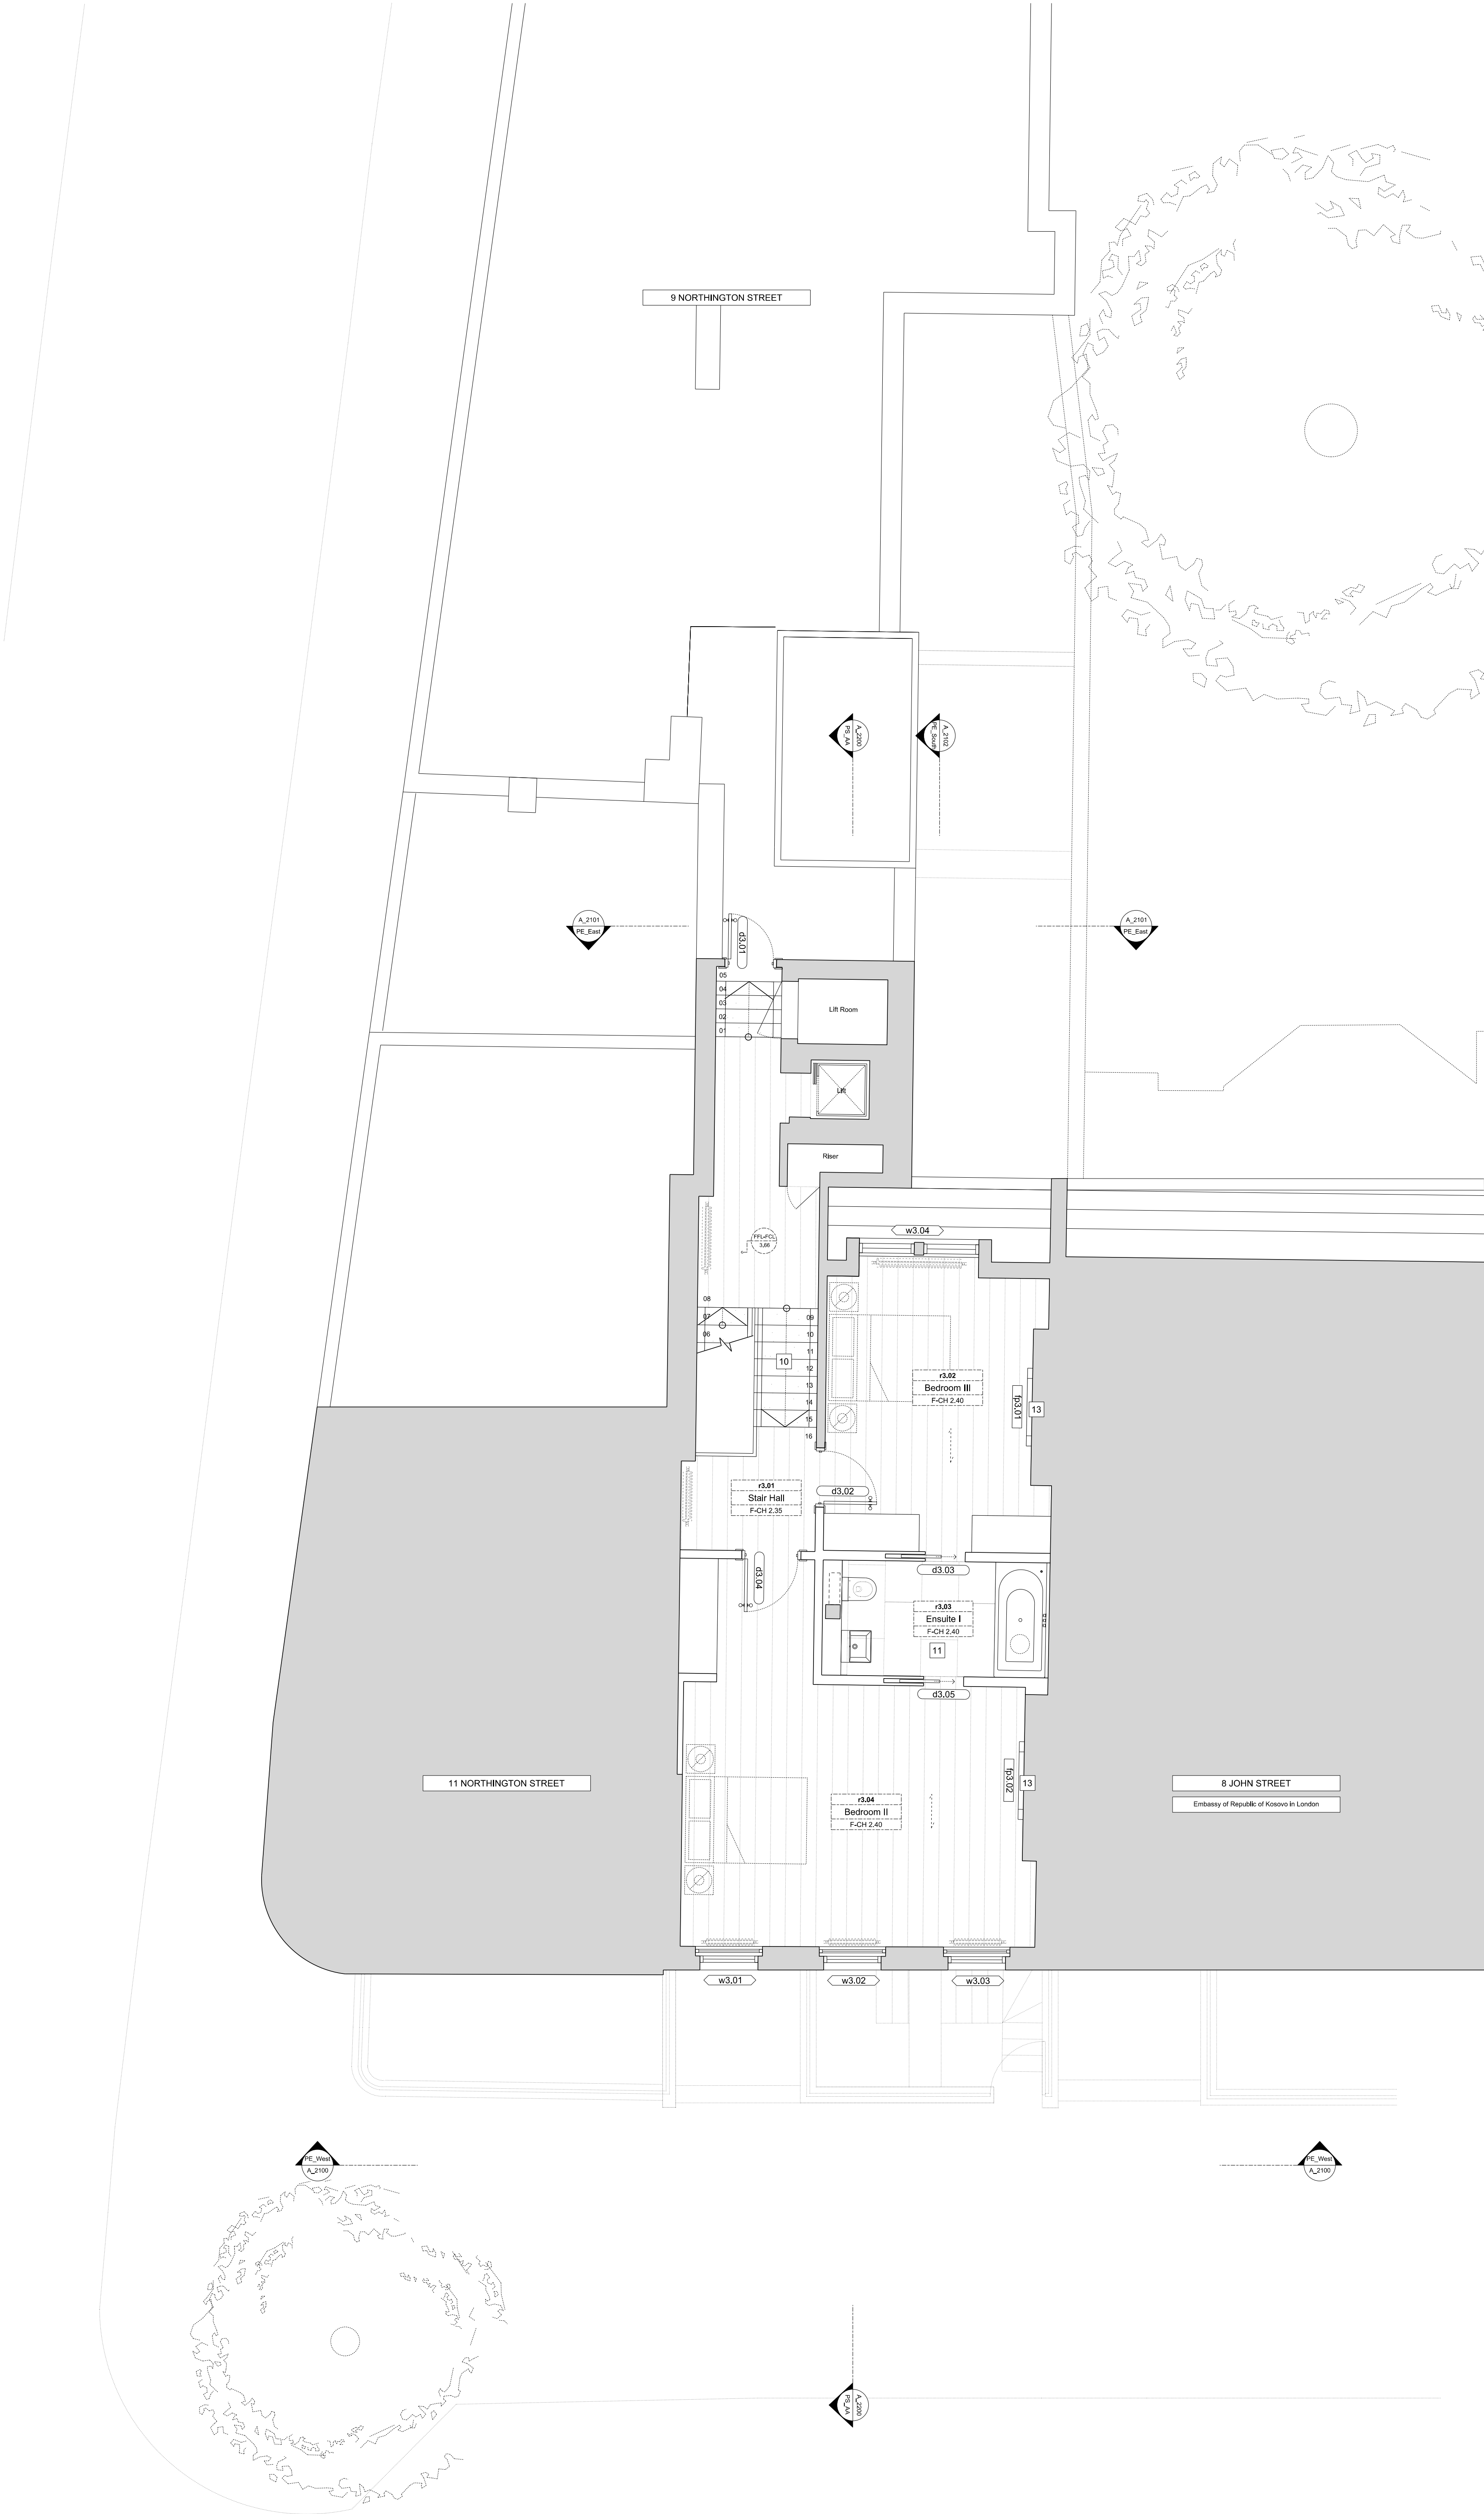 9 NORTHINGTON STREET
A_2200
PS_AA
A_2102
PE_South
A_2101
PE_East
A_2101
PE_East
d3.01
05
04
03
02
01
Lift Room
Lift
Riser
w3.04
FFL-FCL
3.66
08
07
06
09
10
11
12
13
14
15
16
10
r3.02
Bedroom III
F-CH 2.40
fp3.01
13
r3.01
Stair Hall
F-CH 2.35
d3.02
d3.04
d3.03
r3.03
Ensuite I
F-CH 2.40
11
d3.05
11 NORTHINGTON STREET
r3.04
Bedroom II
F-CH 2.40
fp3.02
13
8 JOHN STREET
Embassy of Republic of Kosovo in London
w3.01
w3.02
w3.03
PE_West
A_2100
PE_West
A_2100
A_2200
PS_AA